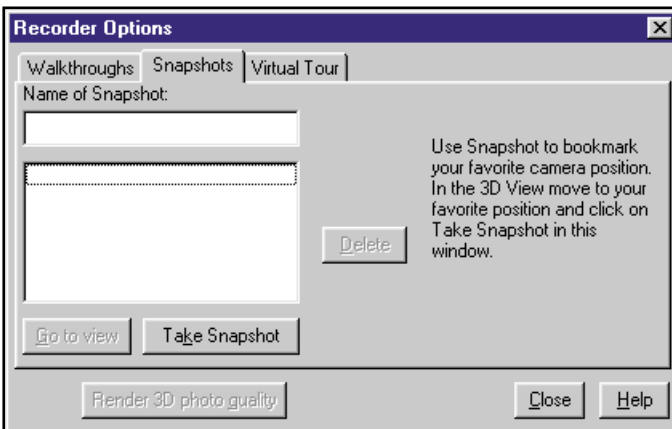 Recorder Options
Walkthroughs Snapshots Virtual Tour
Name of Snapshot:
Use Snapshot to bookmark
your favorite camera position.
In the 3D View move to your
favorite position and click on
Take Snapshot in this
window.
Delete
Go to view Take Snapshot
Render 3D photo quality Close Help